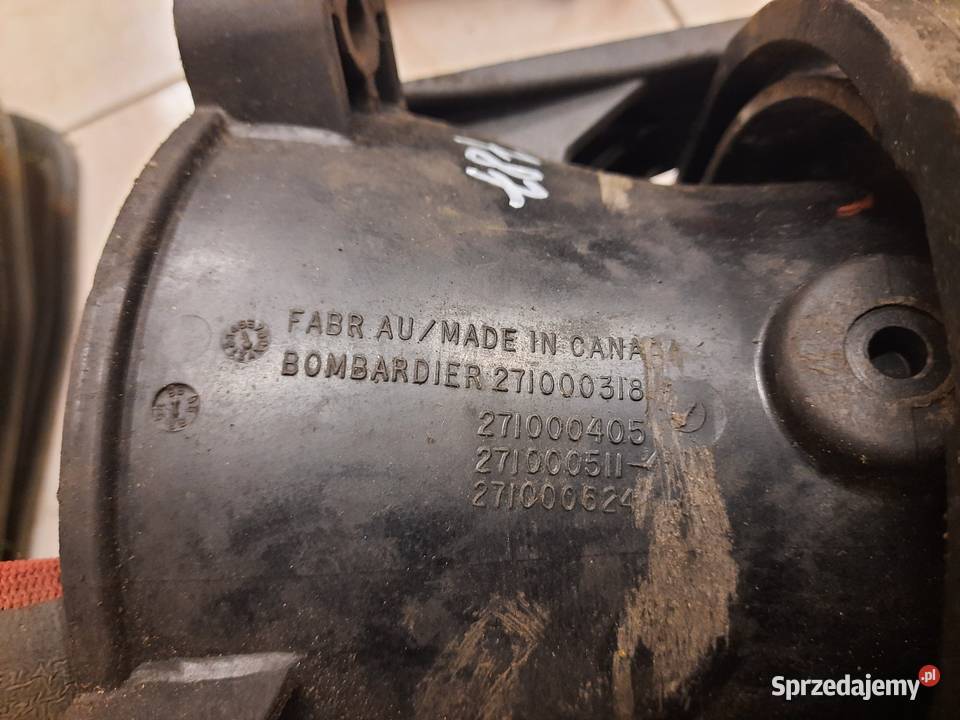 FABR AU/MADE IN CANADA
BOMBARDIER 271000318
271000405
271000511
271000624
Sprzedajemy.pl